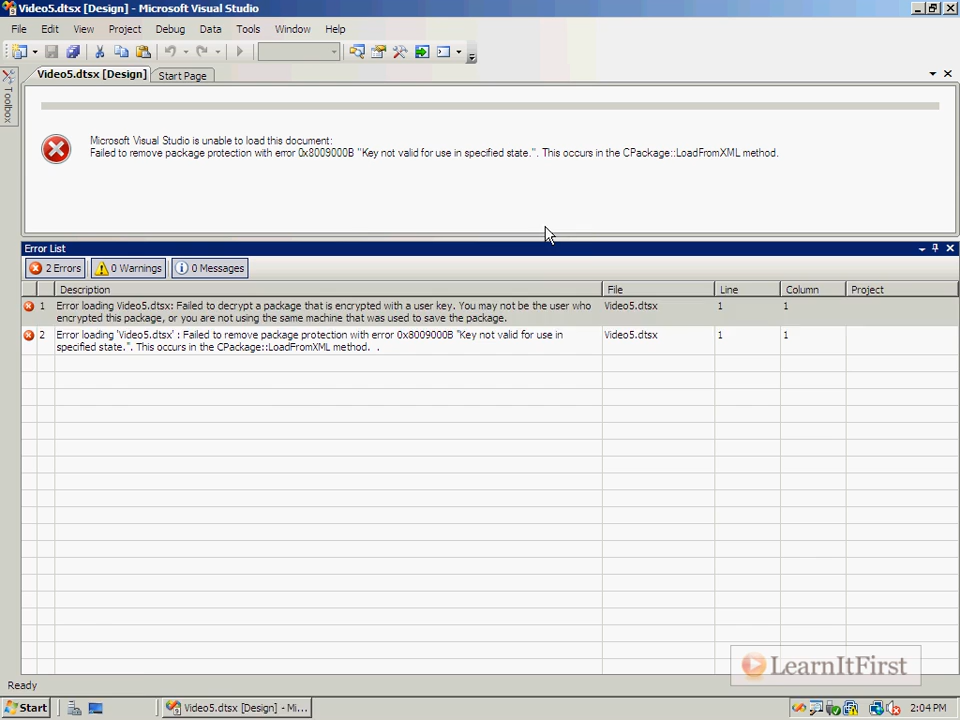 Video5.dtsx [Design] - Microsoft Visual Studio
File Edit View Project Debug Data Tools Window Help
Video5.dtsx [Design] Start Page
Toolbox
Microsoft Visual Studio is unable to load this document:
Failed to remove package protection with error 0x8009000B "Key not valid for use in specified state.". This occurs in the CPackage::LoadFromXML method.
Error List
2 Errors 0 Warnings 0 Messages
Description File Line Column Project
1 Error loading Video5.dtsx: Failed to decrypt a package that is encrypted with a user key. You may not be the user who Video5.dtsx 1 1
encrypted this package, or you are not using the same machine that was used to save the package.
2 Error loading 'Video5.dtsx' : Failed to remove package protection with error 0x8009000B "Key not valid for use in Video5.dtsx 1 1
specified state.". This occurs in the CPackage::LoadFromXML method. .
LearnItFirst
Ready
Start Video5.dtsx [Design] - Mi... 2:04 PM